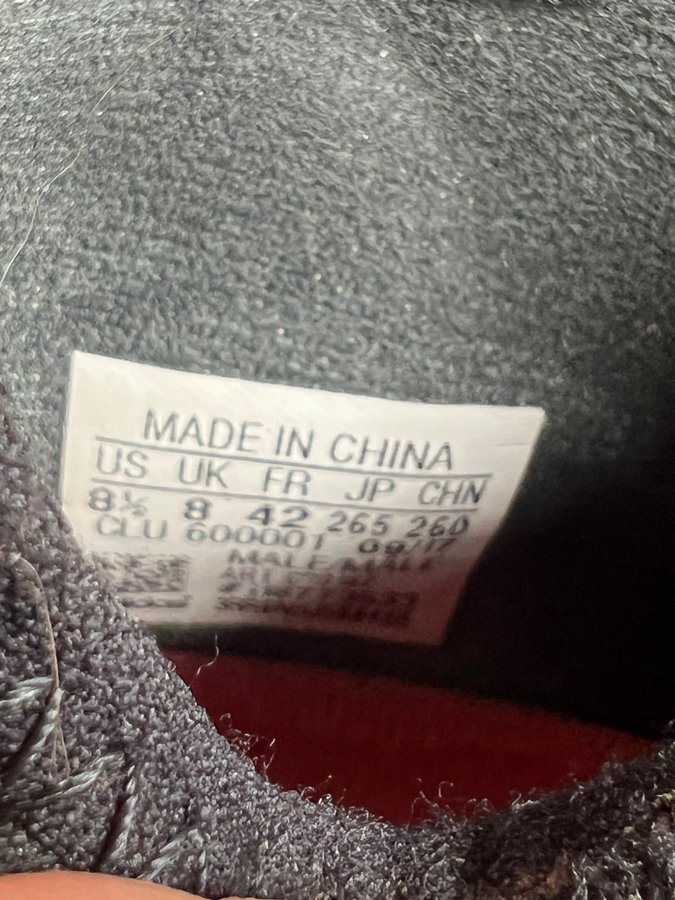 MADE IN CHINA
US UK FR JP CHN
8½ 8 42 265 260
CLU 600001 09/17
MALE/MÂLE